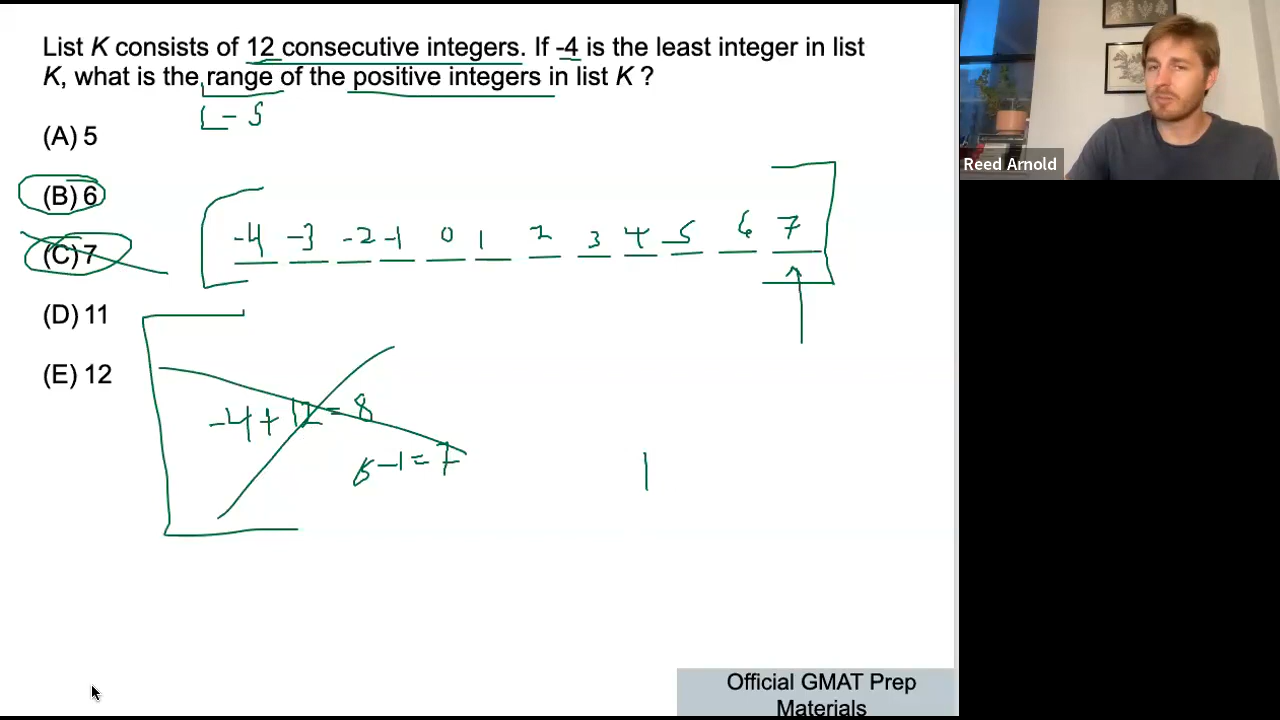 List K consists of 12 consecutive integers. If -4 is the least integer in list
K, what is the range of the positive integers in list K ?
L - S
(A) 5
(B) 6
(C) 7
(D) 11
(E) 12
-4 -3 -2 -1 0 1 2 3 4 5 6 7
-4 + 12 = 8
8 - 1 = 7
Reed Arnold
Official GMAT Prep
Materials